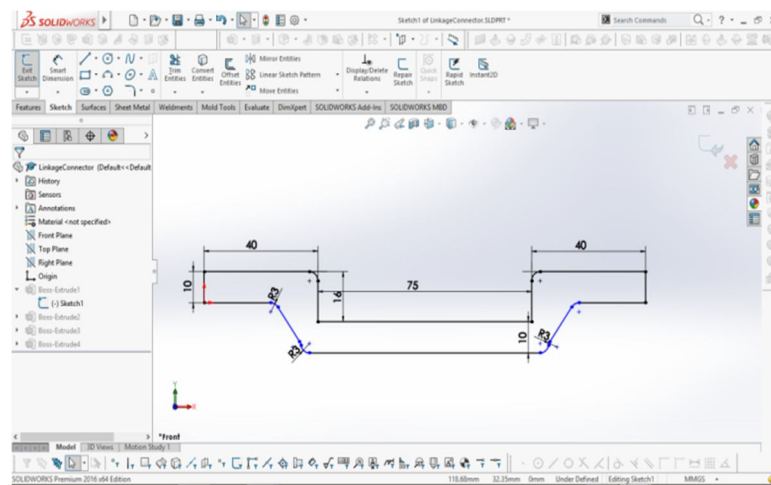 SOLIDWORKS
Sketch1 of LinkageConnector.SLDPRT *
Search Commands
Exit Sketch
Smart Dimension
Trim Entities
Convert Entities
Offset Entities
Mirror Entities
Linear Sketch Pattern
Move Entities
Display/Delete Relations
Repair Sketch
Quick Snaps
Rapid Sketch
Instant2D
Features Sketch Surfaces Sheet Metal Weldments Mold Tools Evaluate DimXpert SOLIDWORKS Add-Ins SOLIDWORKS MBD
LinkageConnector (Default<<Default
History
Sensors
Annotations
Material <not specified>
Front Plane
Top Plane
Right Plane
Origin
Boss-Extrude1
(-) Sketch1
Boss-Extrude2
Boss-Extrude3
Boss-Extrude4
40
40
10
R3
16
75
10
R3
R3
Y
X
*Front
Model 3D Views Motion Study 1
SOLIDWORKS Premium 2016 x64 Edition
118.68mm 32.35mm 0mm Under Defined Editing Sketch1 MMGS